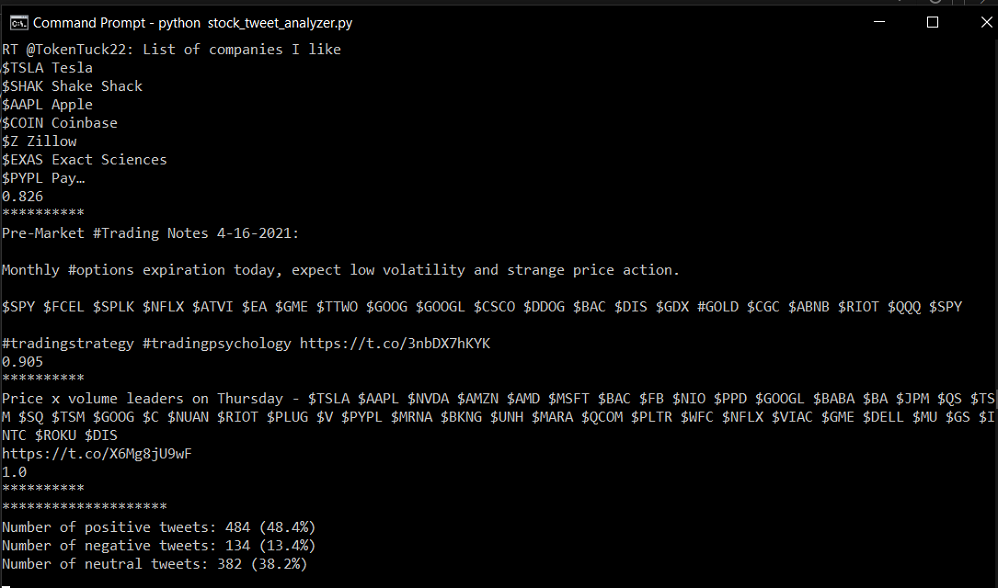 Command Prompt - python  stock_tweet_analyzer.py
RT @TokenTuck22: List of companies I like
$TSLA Tesla
$SHAK Shake Shack
$AAPL Apple
$COIN Coinbase
$Z Zillow
$EXAS Exact Sciences
$PYPL Pay…
0.826
**********
Pre-Market #Trading Notes 4-16-2021:
Monthly #options expiration today, expect low volatility and strange price action.
$SPY $FCEL $SPLK $NFLX $ATVI $EA $GME $TTWO $GOOG $GOOGL $CSCO $DDOG $BAC $DIS $GDX #GOLD $CGC $ABNB $RIOT $QQQ $SPY
#tradingstrategy #tradingpsychology https://t.co/3nbDX7hKYK
0.905
**********
Price x volume leaders on Thursday - $TSLA $AAPL $NVDA $AMZN $AMD $MSFT $BAC $FB $NIO $PPD $GOOGL $BABA $BA $JPM $QS $TS
M $SQ $TSM $GOOG $C $NUAN $RIOT $PLUG $V $PYPL $MRNA $BKNG $UNH $MARA $QCOM $PLTR $WFC $NFLX $VIAC $GME $DELL $MU $GS $I
NTC $ROKU $DIS
https://t.co/X6Mg8jU9wF
1.0
**********
********************
Number of positive tweets: 484 (48.4%)
Number of negative tweets: 134 (13.4%)
Number of neutral tweets: 382 (38.2%)